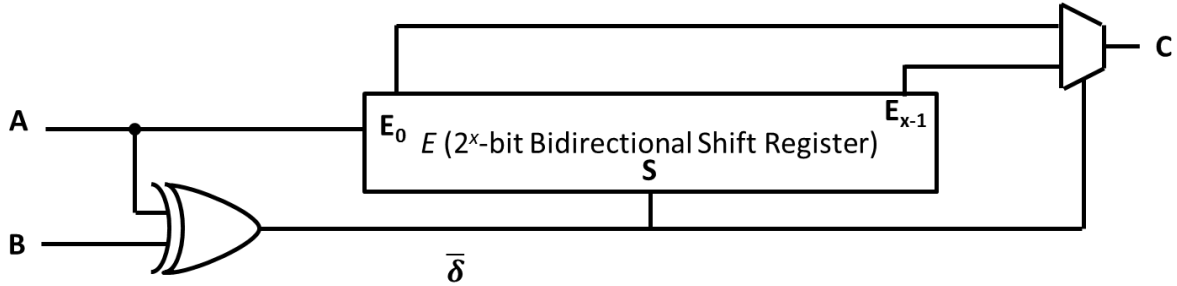 C
A
E₀ E (2ˣ-bit Bidirectional Shift Register) Eₓ₋₁
S
B
δ̅